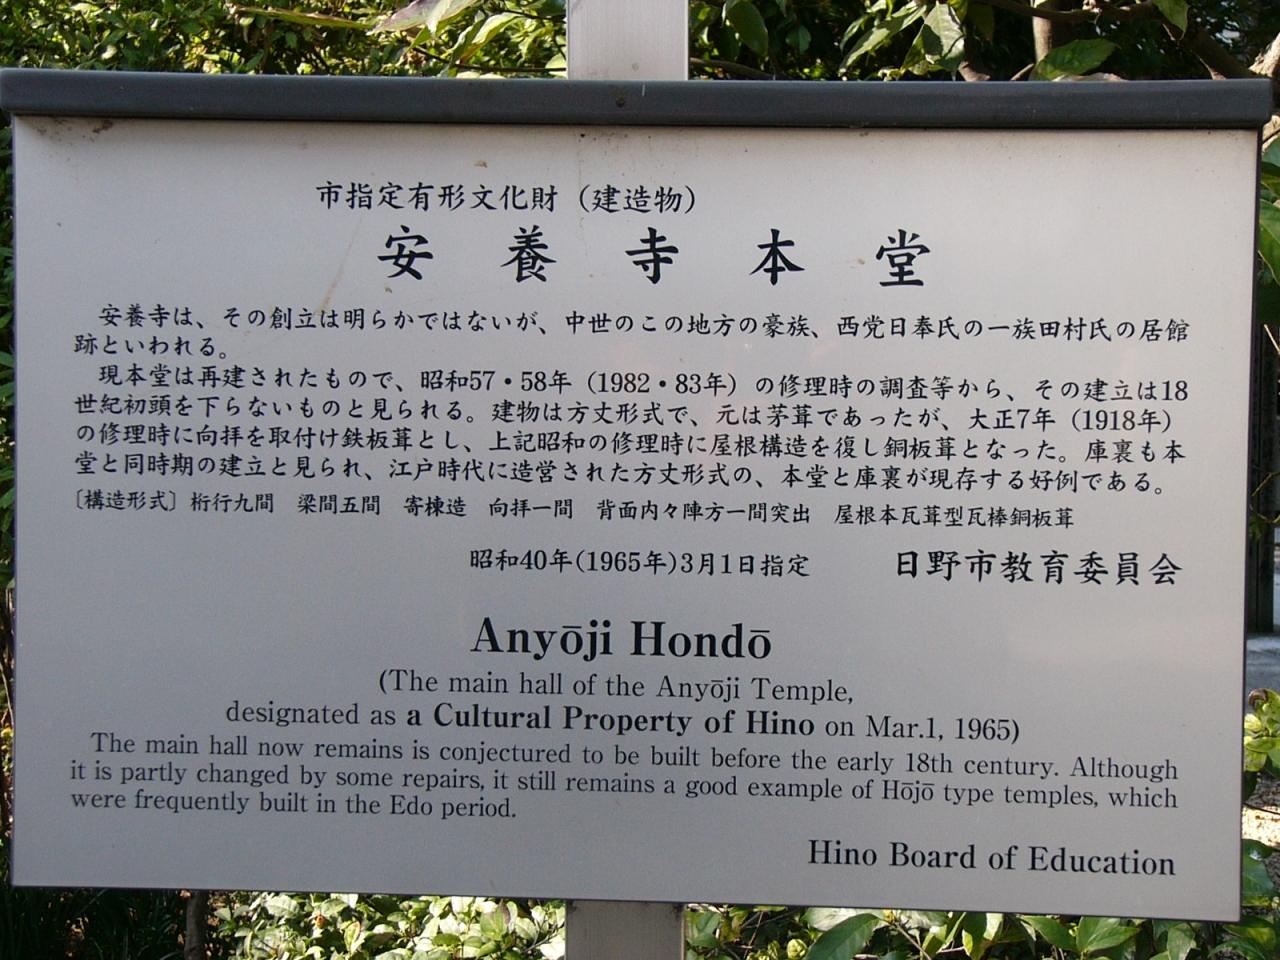 市指定有形文化財（建造物）
安養寺本堂
安養寺は、その創立は明らかではないが、中世のこの地方の豪族、西党日奉氏の一族田村氏の居館
跡といわれる。
現本堂は再建されたもので、昭和57・58年（1982・83年）の修理時の調査等から、その建立は18
世紀初頭を下らないものと見られる。建物は方丈形式で、元は茅葺であったが、大正7年（1918年）
の修理時に向拝を取付け鉄板葺とし、上記昭和の修理時に屋根構造を復し銅板葺となった。庫裏も本
堂と同時期の建立と見られ、江戸時代に造営された方丈形式の、本堂と庫裏が現存する好例である。
〔構造形式〕桁行九間　梁間五間　寄棟造　向拝一間　背面内々陣方一間突出　屋根本瓦葺型瓦棒銅板葺
昭和40年(1965年)3月1日指定　日野市教育委員会
Anyōji Hondō
(The main hall of the Anyōji Temple,
designated as a Cultural Property of Hino on Mar.1, 1965)
The main hall now remains is conjectured to be built before the early 18th century. Although
it is partly changed by some repairs, it still remains a good example of Hōjō type temples, which
were frequently built in the Edo period.
Hino Board of Education